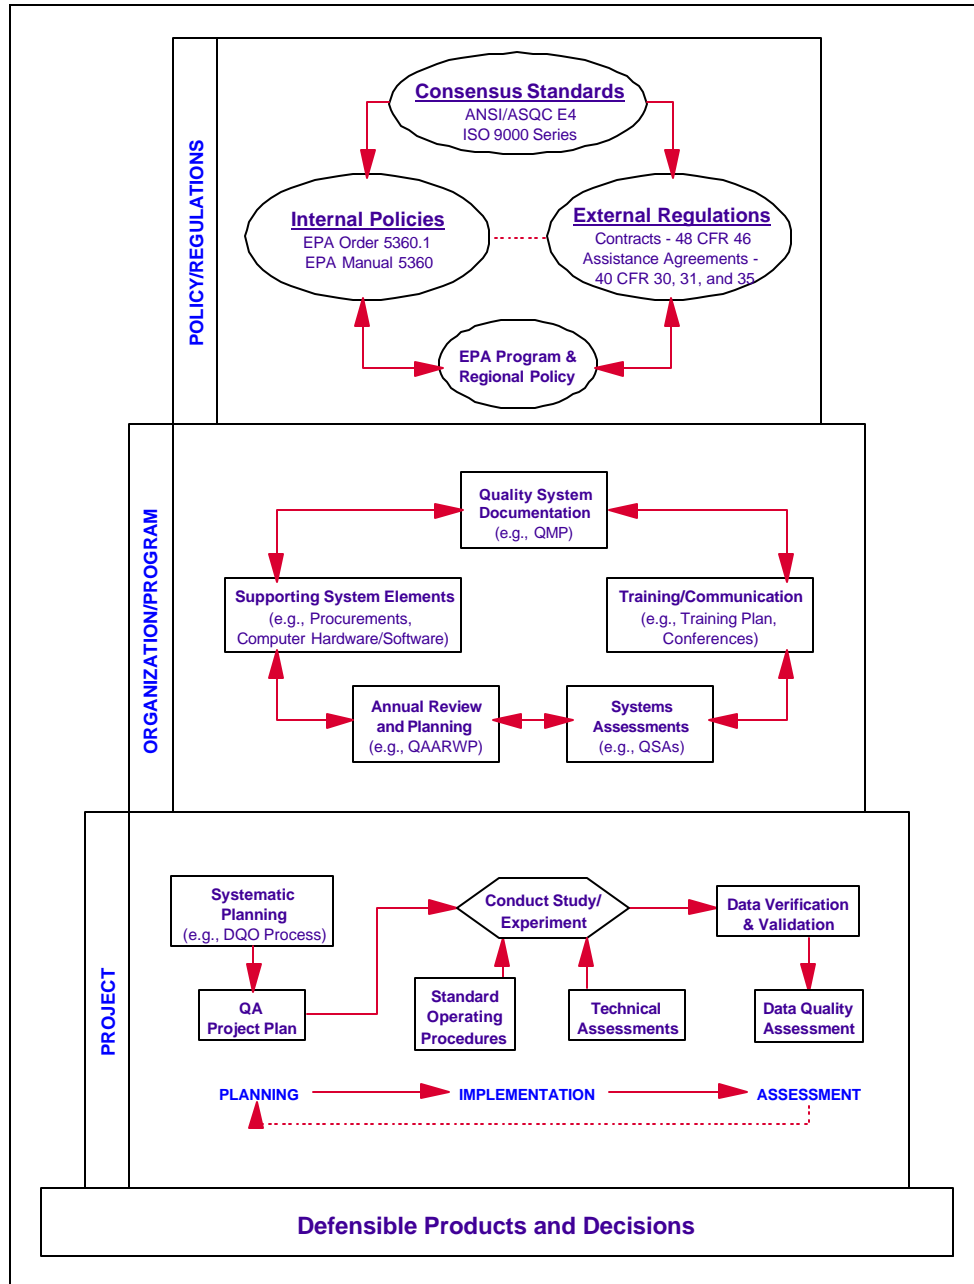 POLICY/REGULATIONS
Consensus Standards
ANSI/ASQC E4
ISO 9000 Series
Internal Policies
EPA Order 5360.1
EPA Manual 5360
External Regulations
Contracts - 48 CFR 46
Assistance Agreements -
40 CFR 30, 31, and 35
EPA Program &
Regional Policy
ORGANIZATION/PROGRAM
Quality System
Documentation
(e.g., QMP)
Supporting System Elements
(e.g., Procurements,
Computer Hardware/Software)
Training/Communication
(e.g., Training Plan,
Conferences)
Annual Review
and Planning
(e.g., QAARWP)
Systems
Assessments
(e.g., QSAs)
PROJECT
Systematic
Planning
(e.g., DQO Process)
QA
Project Plan
Conduct Study/
Experiment
Standard
Operating
Procedures
Technical
Assessments
Data Verification
& Validation
Data Quality
Assessment
PLANNING
IMPLEMENTATION
ASSESSMENT
Defensible Products and Decisions